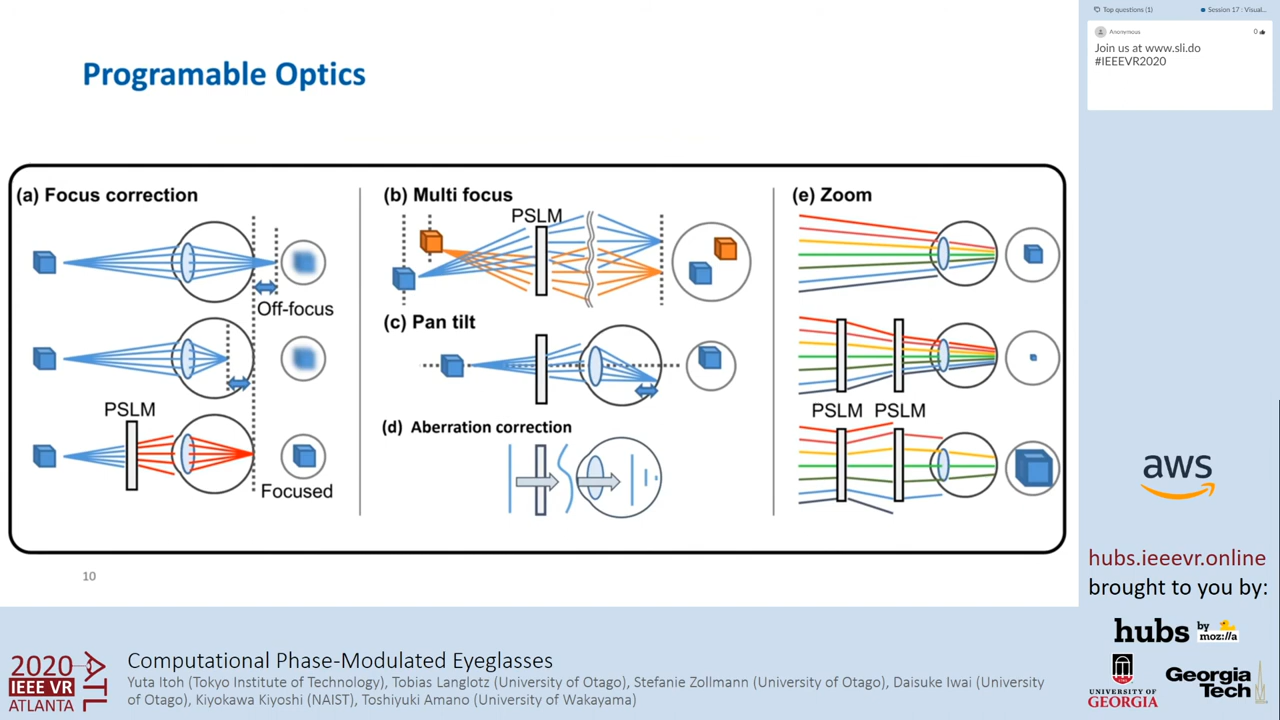 Programable Optics
(a) Focus correction
Off-focus
PSLM
Focused
(b) Multi focus
PSLM
(c) Pan tilt
(d) Aberration correction
(e) Zoom
PSLM PSLM
10
Top questions (1)
Session 17 : Visual...
Anonymous
0
Join us at www.sli.do
#IEEEVR2020
aws
hubs.ieeevr.online
brought to you by:
hubs by moz://a
UNIVERSITY OF
GEORGIA
Georgia
Tech
2020
IEEE VR
ATLANTA
ATL
Computational Phase-Modulated Eyeglasses
Yuta Itoh (Tokyo Institute of Technology), Tobias Langlotz (University of Otago), Stefanie Zollmann (University of Otago), Daisuke Iwai (University
of Otago), Kiyokawa Kiyoshi (NAIST), Toshiyuki Amano (University of Wakayama)